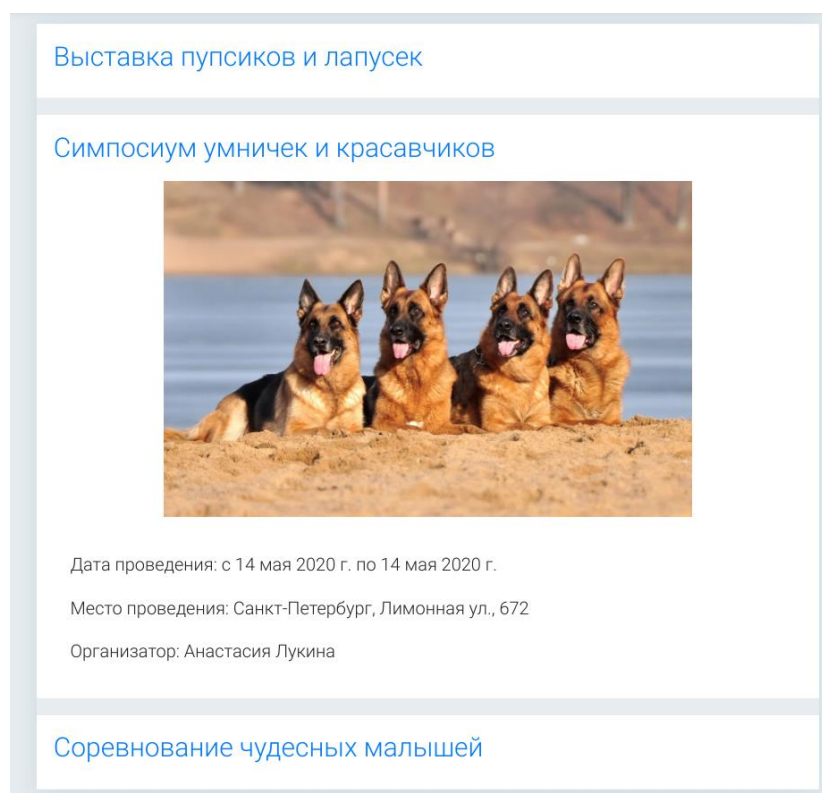 Выставка пупсиков и лапусек
Симпосиум умничек и красавчиков
Дата проведения: с 14 мая 2020 г. по 14 мая 2020 г.
Место проведения: Санкт-Петербург, Лимонная ул., 672
Организатор: Анастасия Лукина
Соревнование чудесных малышей